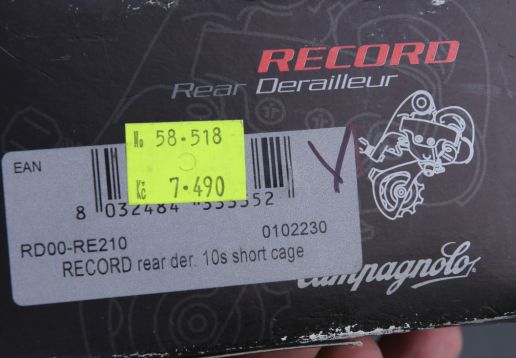 RECORD
Rear Derailleur
No 58·518
Kč 7·490
EAN
8 032484
RD00-RE210
0102230
RECORD rear der. 10s short cage
Campagnolo